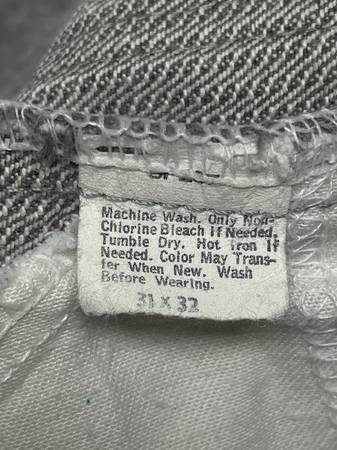 Machine Wash. Only Non-
Chlorine Bleach If Needed.
Tumble Dry. Hot Iron If
Needed. Color May Trans-
fer When New. Wash
Before Wearing.
31 X 32